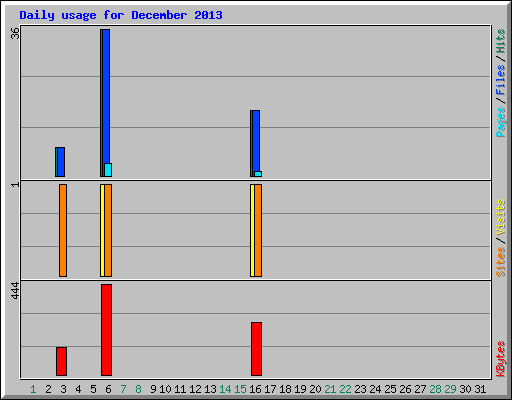 Daily usage for December 2013
36
Pages/Files/Hits
1
Sites/Visits
444
KBytes
1 2 3 4 5 6 7 8 9 10 11 12 13 14 15 16 17 18 19 20 21 22 23 24 25 26 27 28 29 30 31